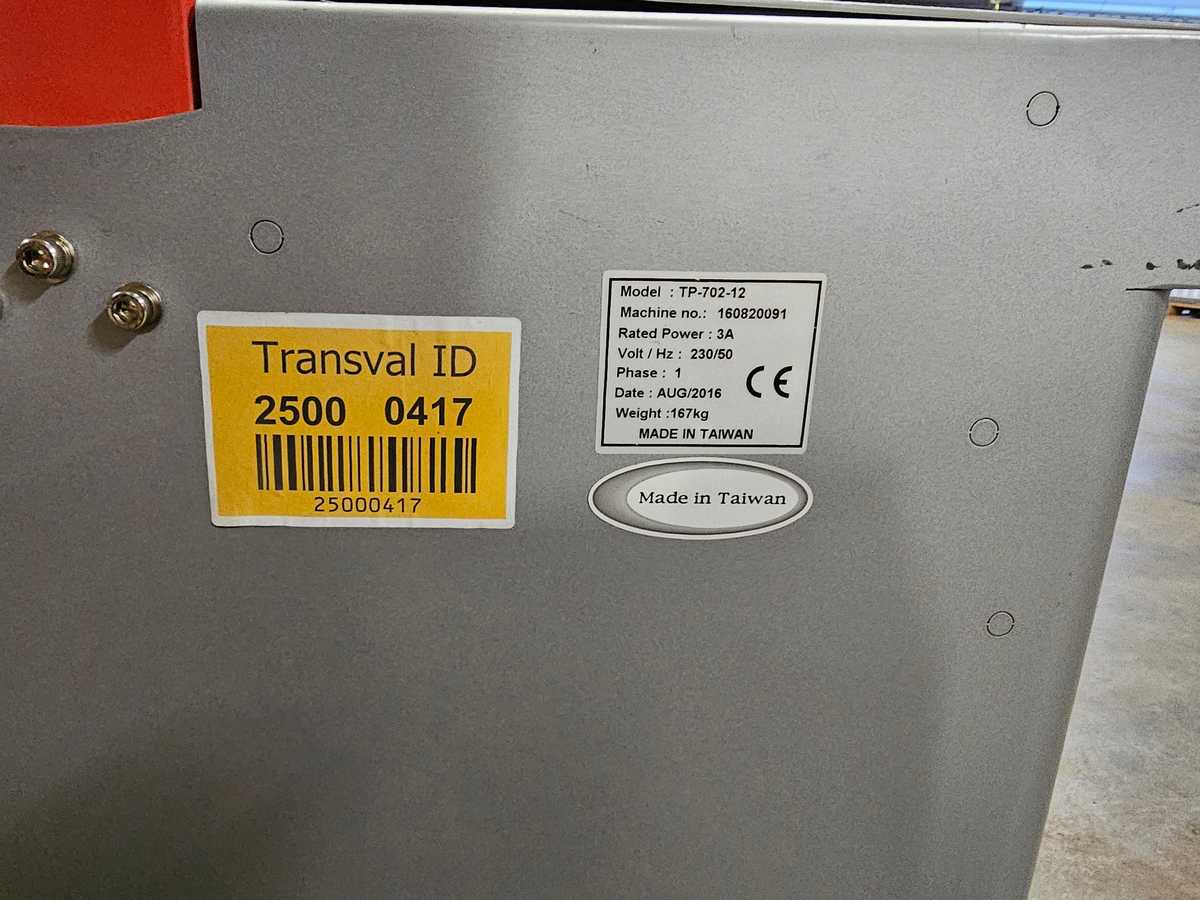 Transval ID
2500 0417
25000417
Model : TP-702-12
Machine no.: 160820091
Rated Power : 3A
Volt / Hz : 230/50
Phase : 1
Date : AUG/2016
Weight :167kg
CE
MADE IN TAIWAN
Made in Taiwan